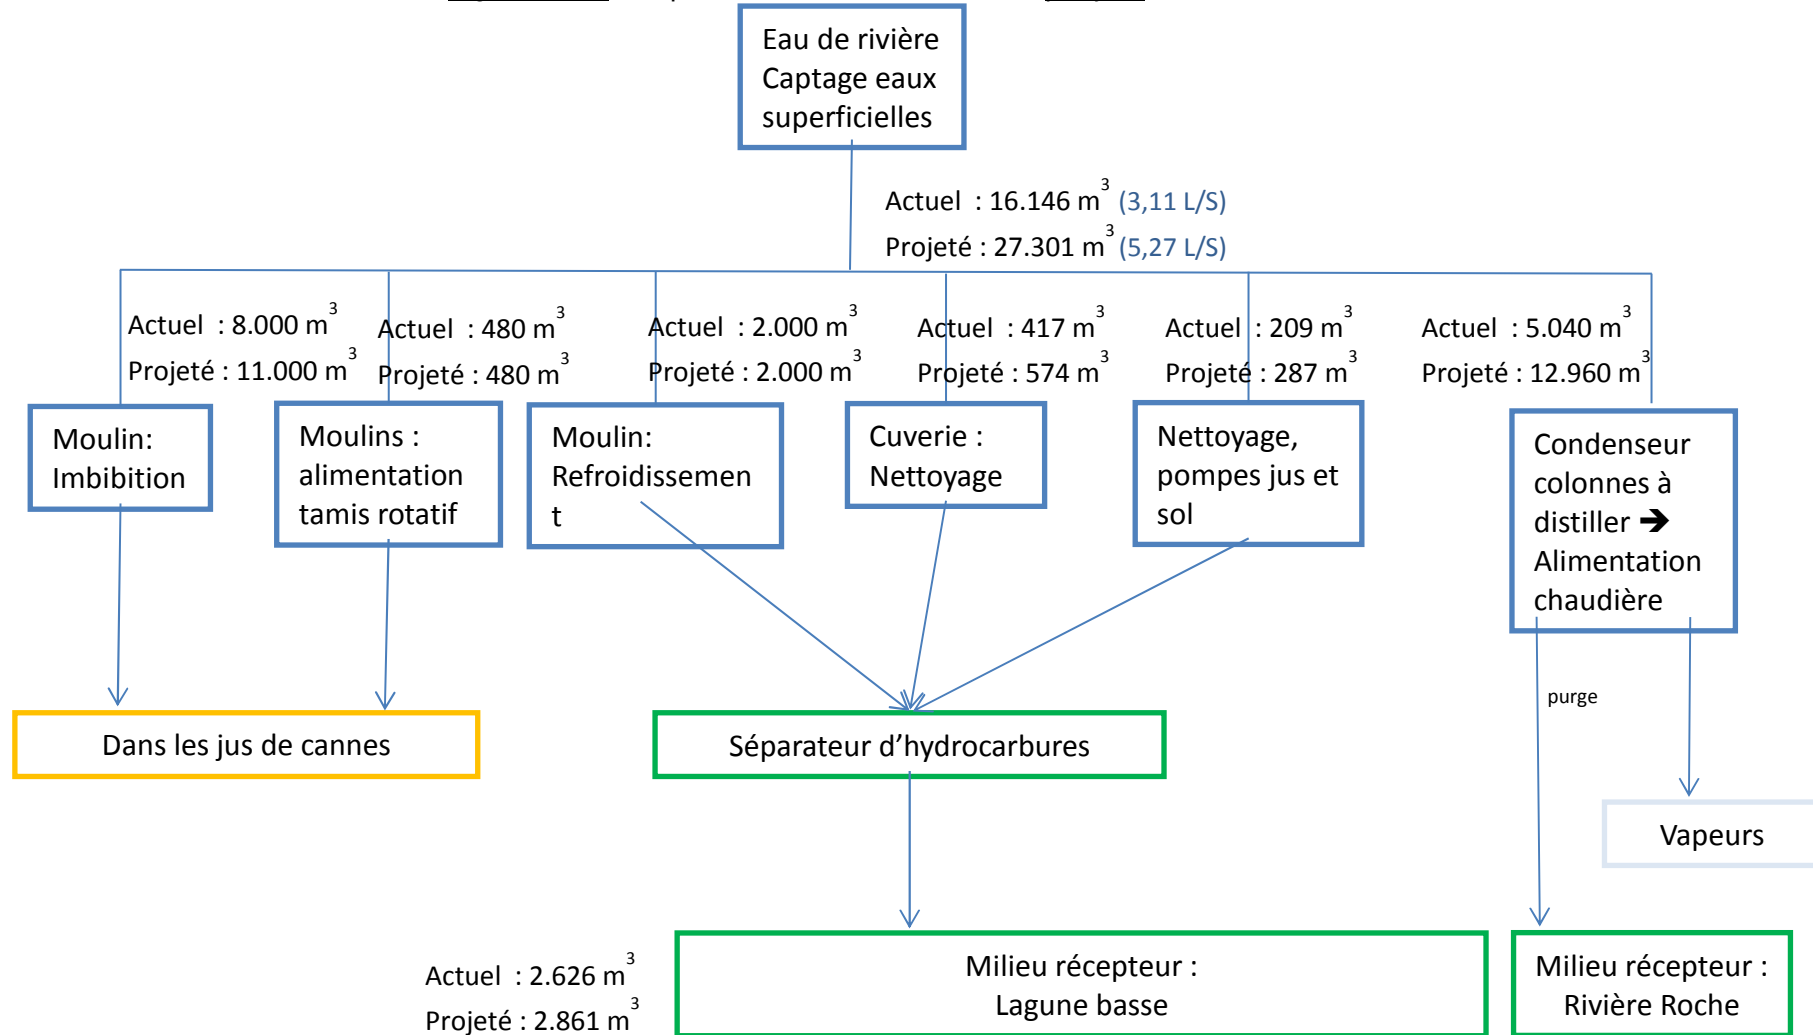 Eau de rivière
Captage eaux
superficielles
Actuel : 16.146 m³ (3,11 L/S)
Projeté : 27.301 m³ (5,27 L/S)
Actuel : 8.000 m³
Projeté : 11.000 m³
Actuel : 480 m³
Projeté : 480 m³
Actuel : 2.000 m³
Projeté : 2.000 m³
Actuel : 417 m³
Projeté : 574 m³
Actuel : 209 m³
Projeté : 287 m³
Actuel : 5.040 m³
Projeté : 12.960 m³
Moulin:
Imbibition
Moulins :
alimentation
tamis rotatif
Moulin:
Refroidissemen
t
Cuverie :
Nettoyage
Nettoyage,
pompes jus et
sol
Condenseur
colonnes à
distiller ➔
Alimentation
chaudière
purge
Dans les jus de cannes
Séparateur d’hydrocarbures
Vapeurs
Actuel : 2.626 m³
Projeté : 2.861 m³
Milieu récepteur :
Lagune basse
Milieu récepteur :
Rivière Roche